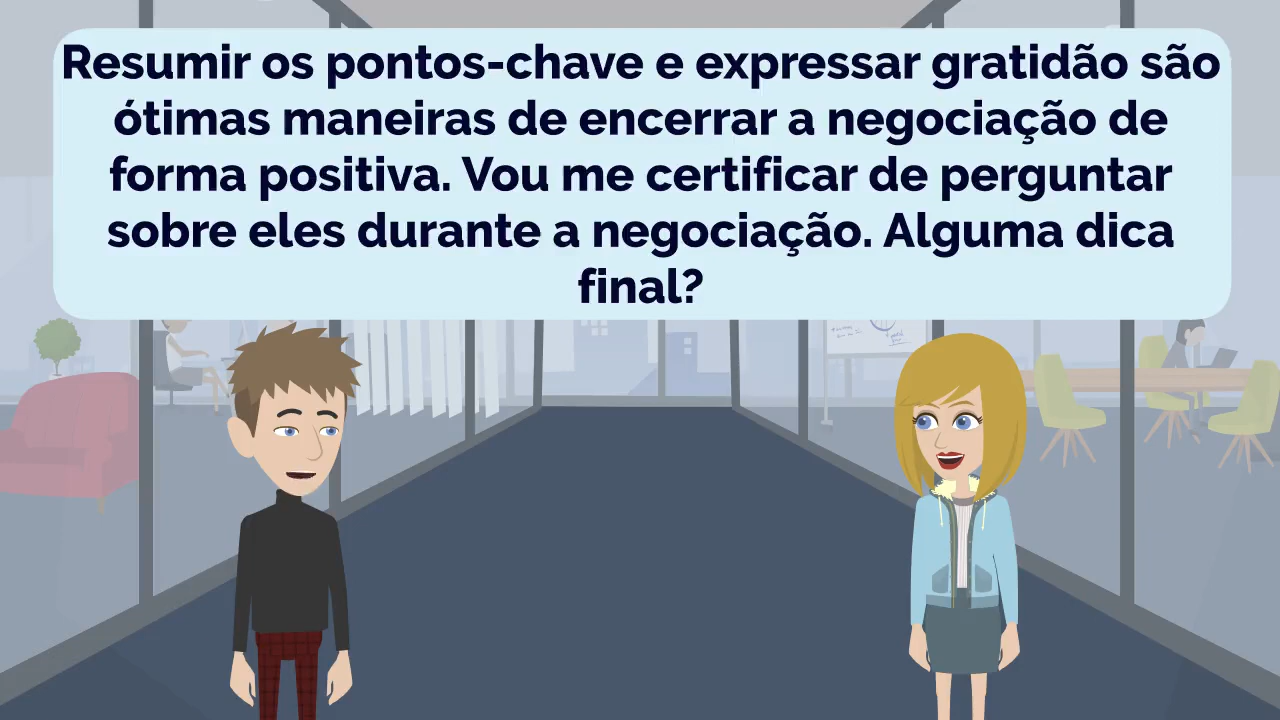 Resumir os pontos-chave e expressar gratidão são
ótimas maneiras de encerrar a negociação de
forma positiva. Vou me certificar de perguntar
sobre eles durante a negociação. Alguma dica
final?